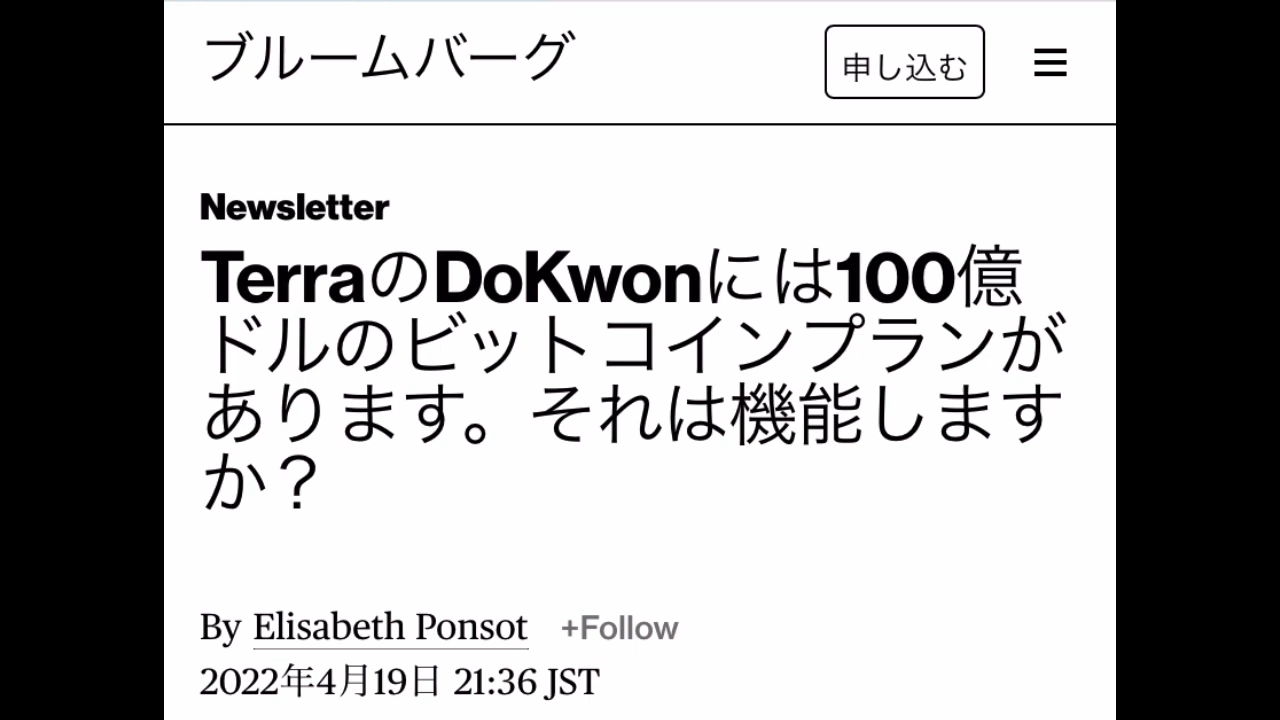 ブルームバーグ
申し込む
Newsletter
TerraのDoKwonには100億
ドルのビットコインプランが
あります。それは機能します
か？
By Elisabeth Ponsot +Follow
2022年4月19日 21:36 JST